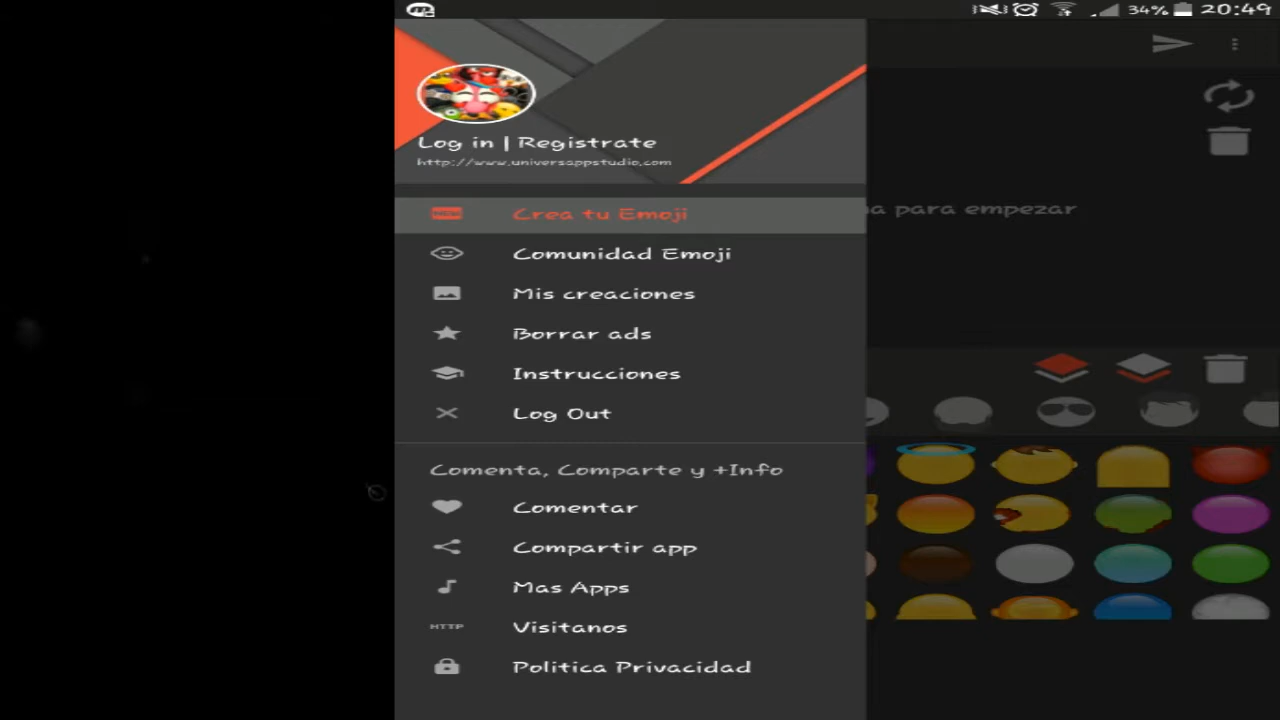 34% 20:49
Log in | Registrate
http://www.universappstudio.com
Crea tu Emoji
a para empezar
Comunidad Emoji
Mis creaciones
Borrar ads
Instrucciones
Log Out
Comenta, Comparte y +Info
Comentar
Compartir app
Mas Apps
HTTP Visitanos
Politica Privacidad